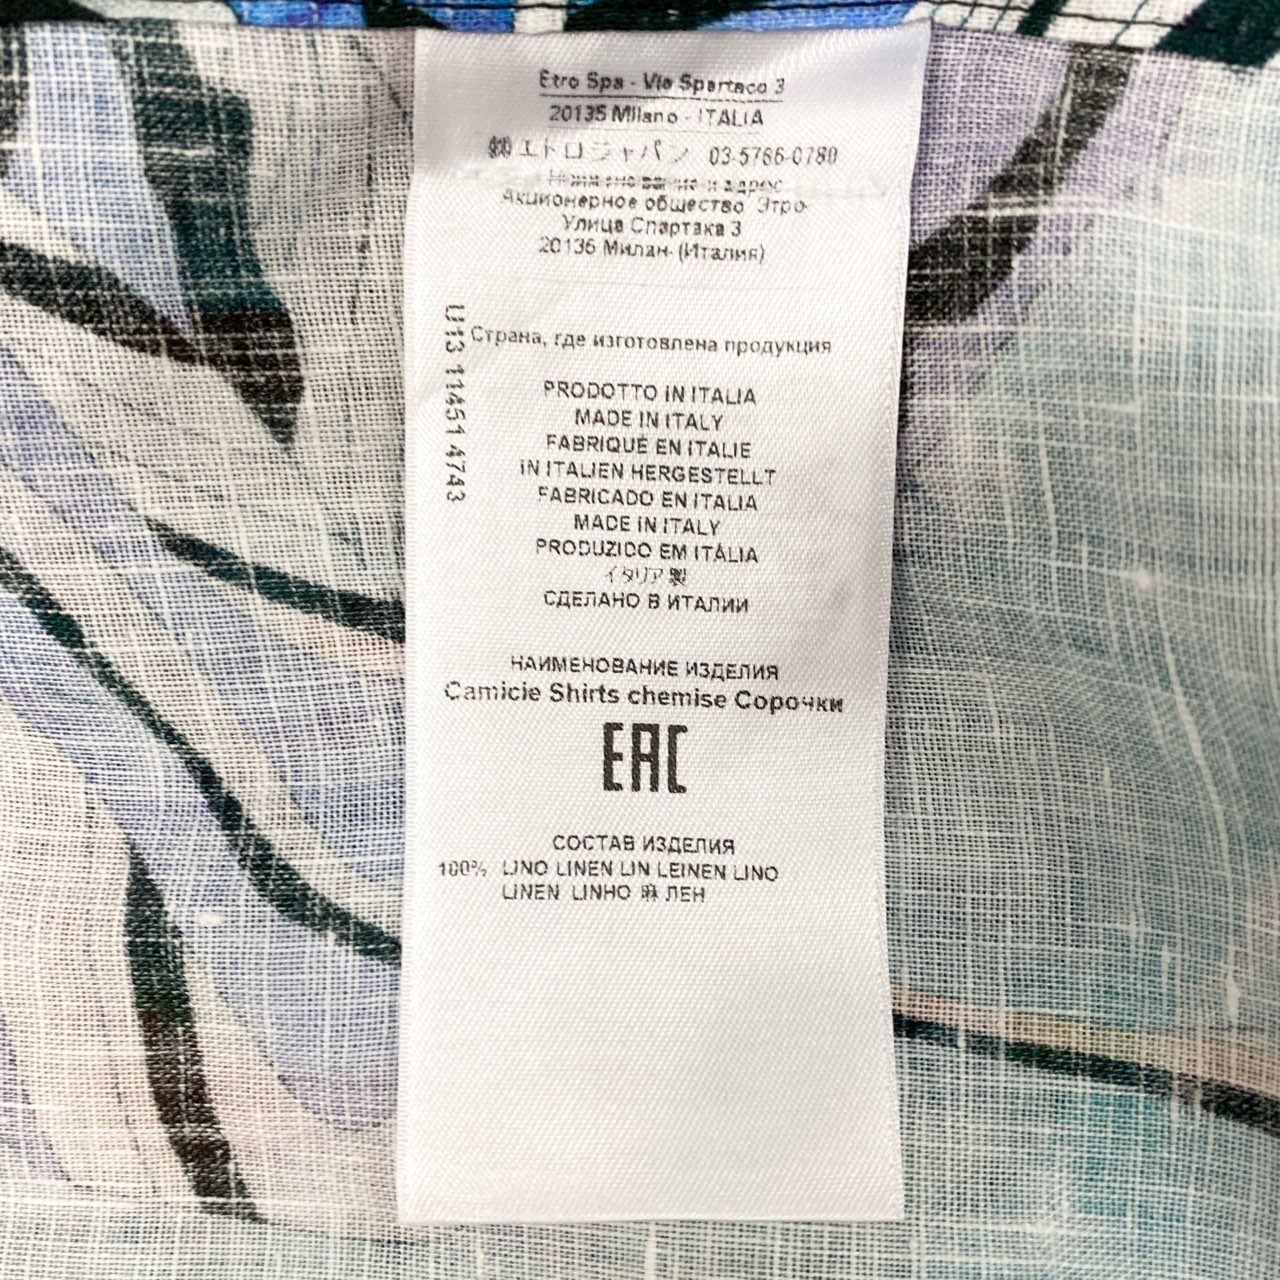 Etro Spa - Via Spartaco 3
20135 Milano - ITALIA
㈱エトロジャパン 03-5766-0780
Наименование и адрес
Акционерное общество Этро
Улица Спартака 3
20136 Милан- (Италия)
Страна, где изготовлена продукция
U13 11451 4743
PRODOTTO IN ITALIA
MADE IN ITALY
FABRIQUÉ EN ITALIE
IN ITALIEN HERGESTELLT
FABRICADO EN ITALIA
MADE IN ITALY
PRODUZIDO EM ITÁLIA
イタリア製
СДЕЛАНО В ИТАЛИИ
НАИМЕНОВАНИЕ ИЗДЕЛИЯ
Camicie Shirts chemise Сорочки
EAC
СОСТАВ ИЗДЕЛИЯ
100% LINO LINEN LIN LEINEN LINO
LINEN LINHO 麻 ЛЕН